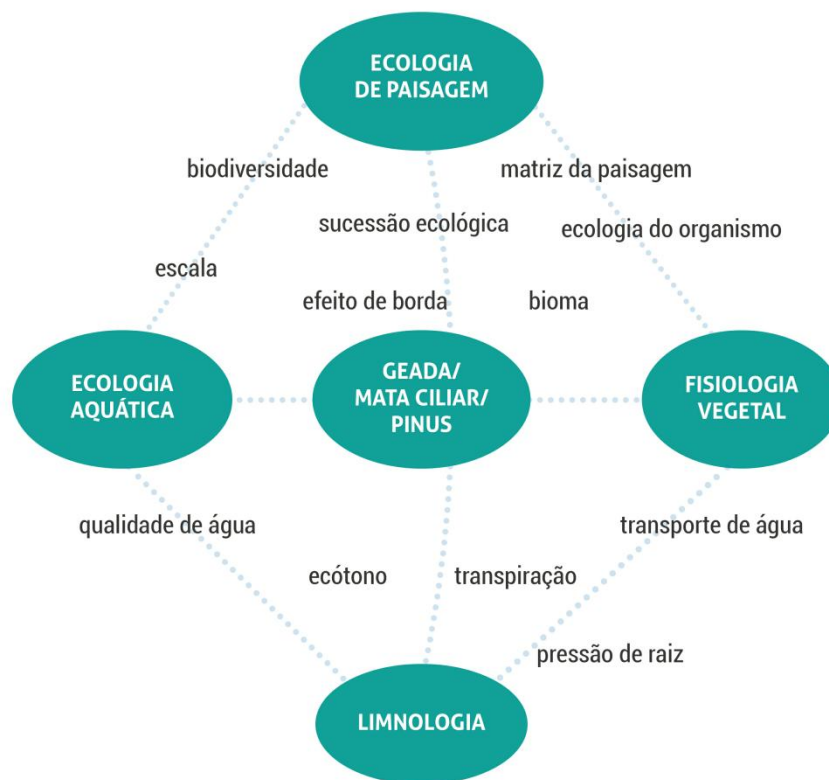 ECOLOGIA
DE PAISAGEM
biodiversidade
matriz da paisagem
sucessão ecológica
ecologia do organismo
escala
efeito de borda
bioma
ECOLOGIA
AQUÁTICA
GEADA/
MATA CILIAR/
PINUS
FISIOLOGIA
VEGETAL
qualidade de água
transporte de água
ecótono
transpiração
pressão de raiz
LIMNOLOGIA